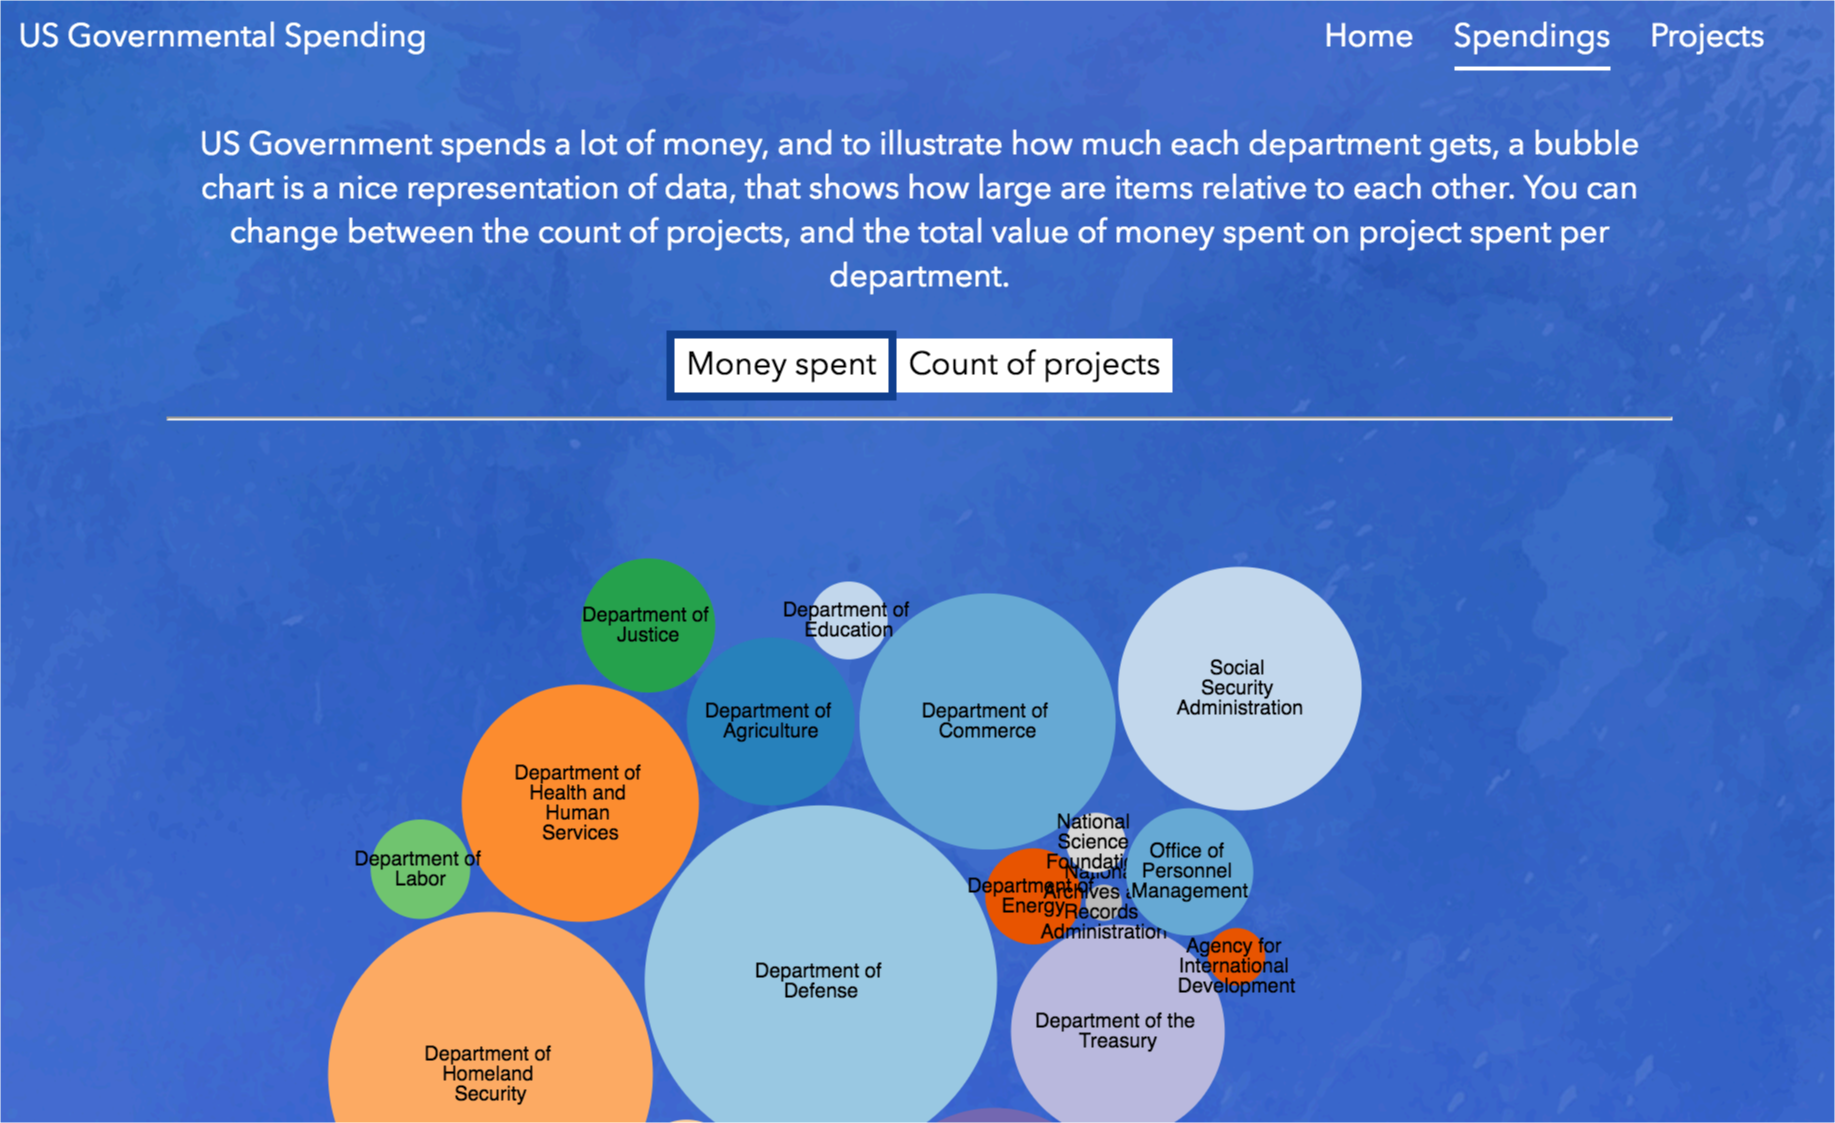 US Governmental Spending
Home
Spendings
Projects
US Government spends a lot of money, and to illustrate how much each department gets, a bubble
chart is a nice representation of data, that shows how large are items relative to each other. You can
change between the count of projects, and the total value of money spent on project spent per
department.
Money spent
Count of projects
Department of
Justice
Department of
Education
Department of
Agriculture
Department of
Commerce
Social
Security
Administration
Department of
Health and
Human
Services
Department of
Labor
National
Science
Foundati
Nationa
Archives
Records
Administration
Department of
Energy
Office of
Personnel
Management
Agency for
International
Development
Department of
Defense
Department of the
Treasury
Department of
Homeland
Security